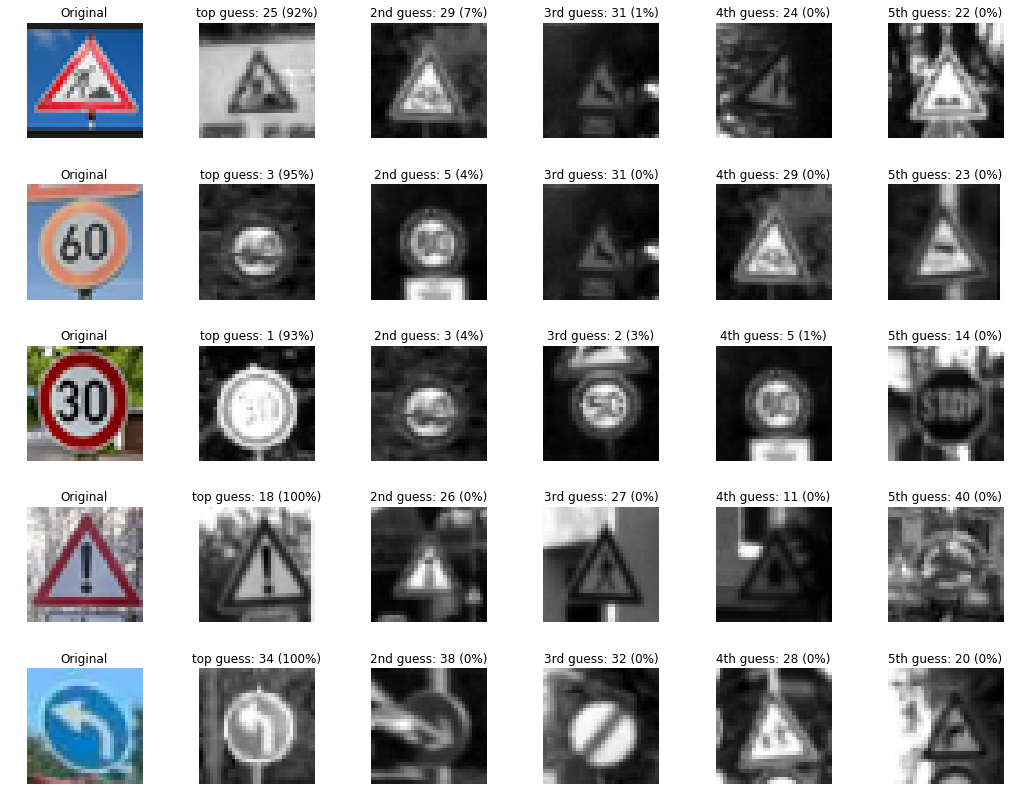 Original top guess: 25 (92%) 2nd guess: 29 (7%) 3rd guess: 31 (1%) 4th guess: 24 (0%) 5th guess: 22 (0%)
Original top guess: 3 (95%) 2nd guess: 5 (4%) 3rd guess: 31 (0%) 4th guess: 29 (0%) 5th guess: 23 (0%)
60
Original top guess: 1 (93%) 2nd guess: 3 (4%) 3rd guess: 2 (3%) 4th guess: 5 (1%) 5th guess: 14 (0%)
30 30 50 STOP
Original top guess: 18 (100%) 2nd guess: 26 (0%) 3rd guess: 27 (0%) 4th guess: 11 (0%) 5th guess: 40 (0%)
! !
Original top guess: 34 (100%) 2nd guess: 38 (0%) 3rd guess: 32 (0%) 4th guess: 28 (0%) 5th guess: 20 (0%)